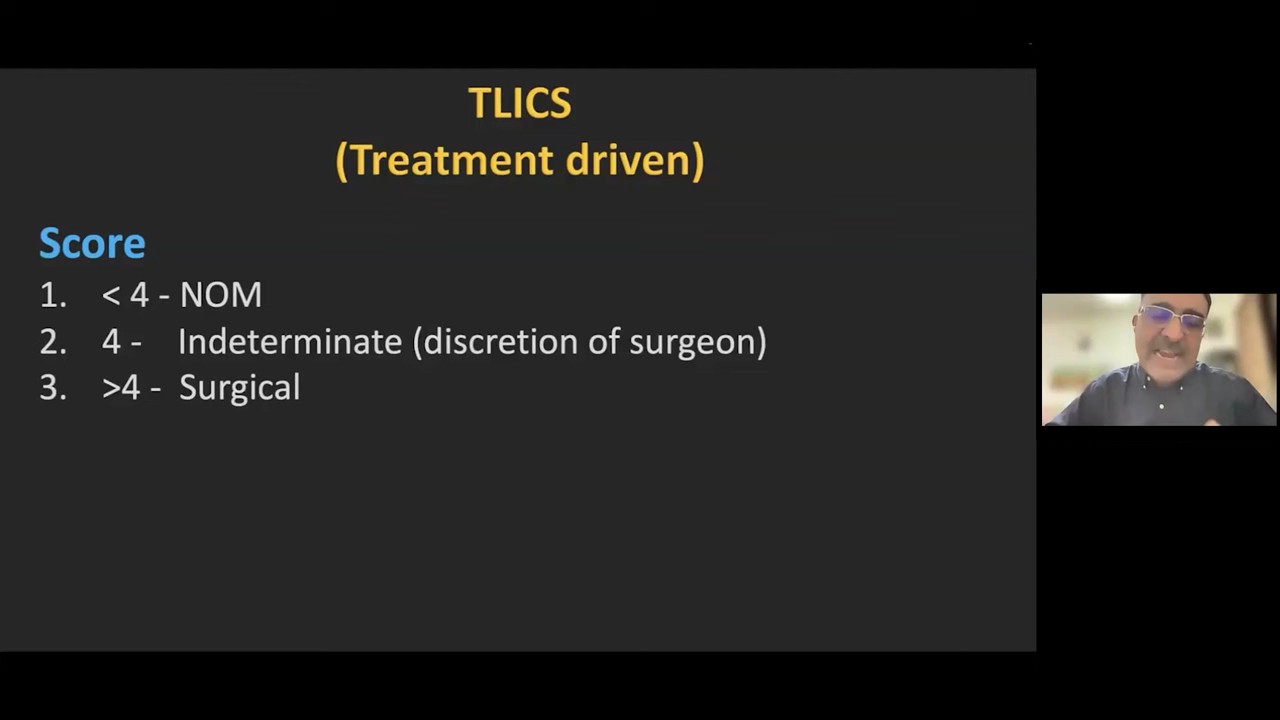 TLICS
(Treatment driven)
Score
1. < 4 - NOM
2. 4 - Indeterminate (discretion of surgeon)
3. >4 - Surgical